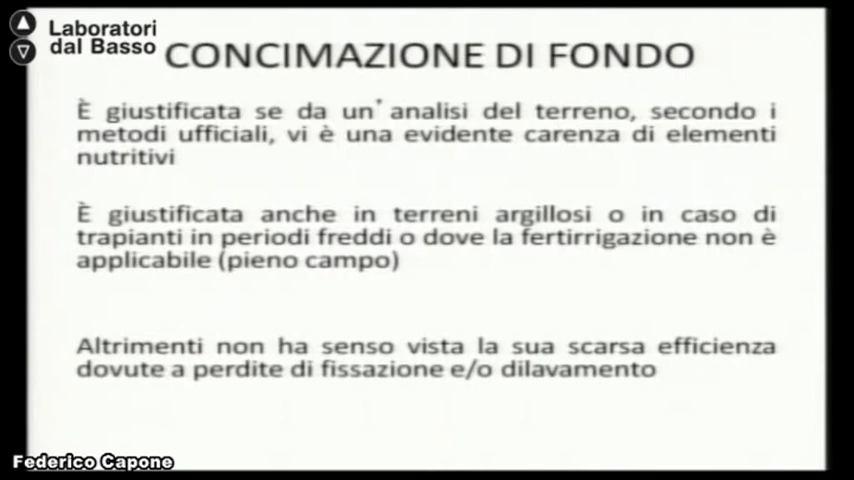 Laboratori
dal Basso
CONCIMAZIONE DI FONDO
È giustificata se da un' analisi del terreno, secondo i
metodi ufficiali, vi è una evidente carenza di elementi
nutritivi
È giustificata anche in terreni argillosi o in caso di
trapianti in periodi freddi o dove la fertirrigazione non è
applicabile (pieno campo)
Altrimenti non ha senso vista la sua scarsa efficienza
dovute a perdite di fissazione e/o dilavamento
Federico Capone